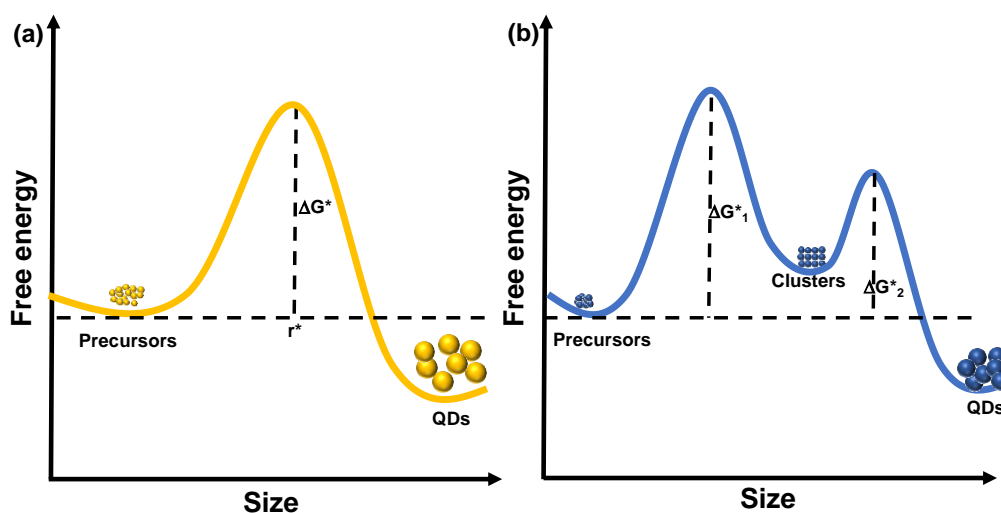 (a)
Free energy
ΔG*
Precursors
r*
QDs
Size
(b)
Free energy
ΔG*1
Clusters
ΔG*2
Precursors
QDs
Size